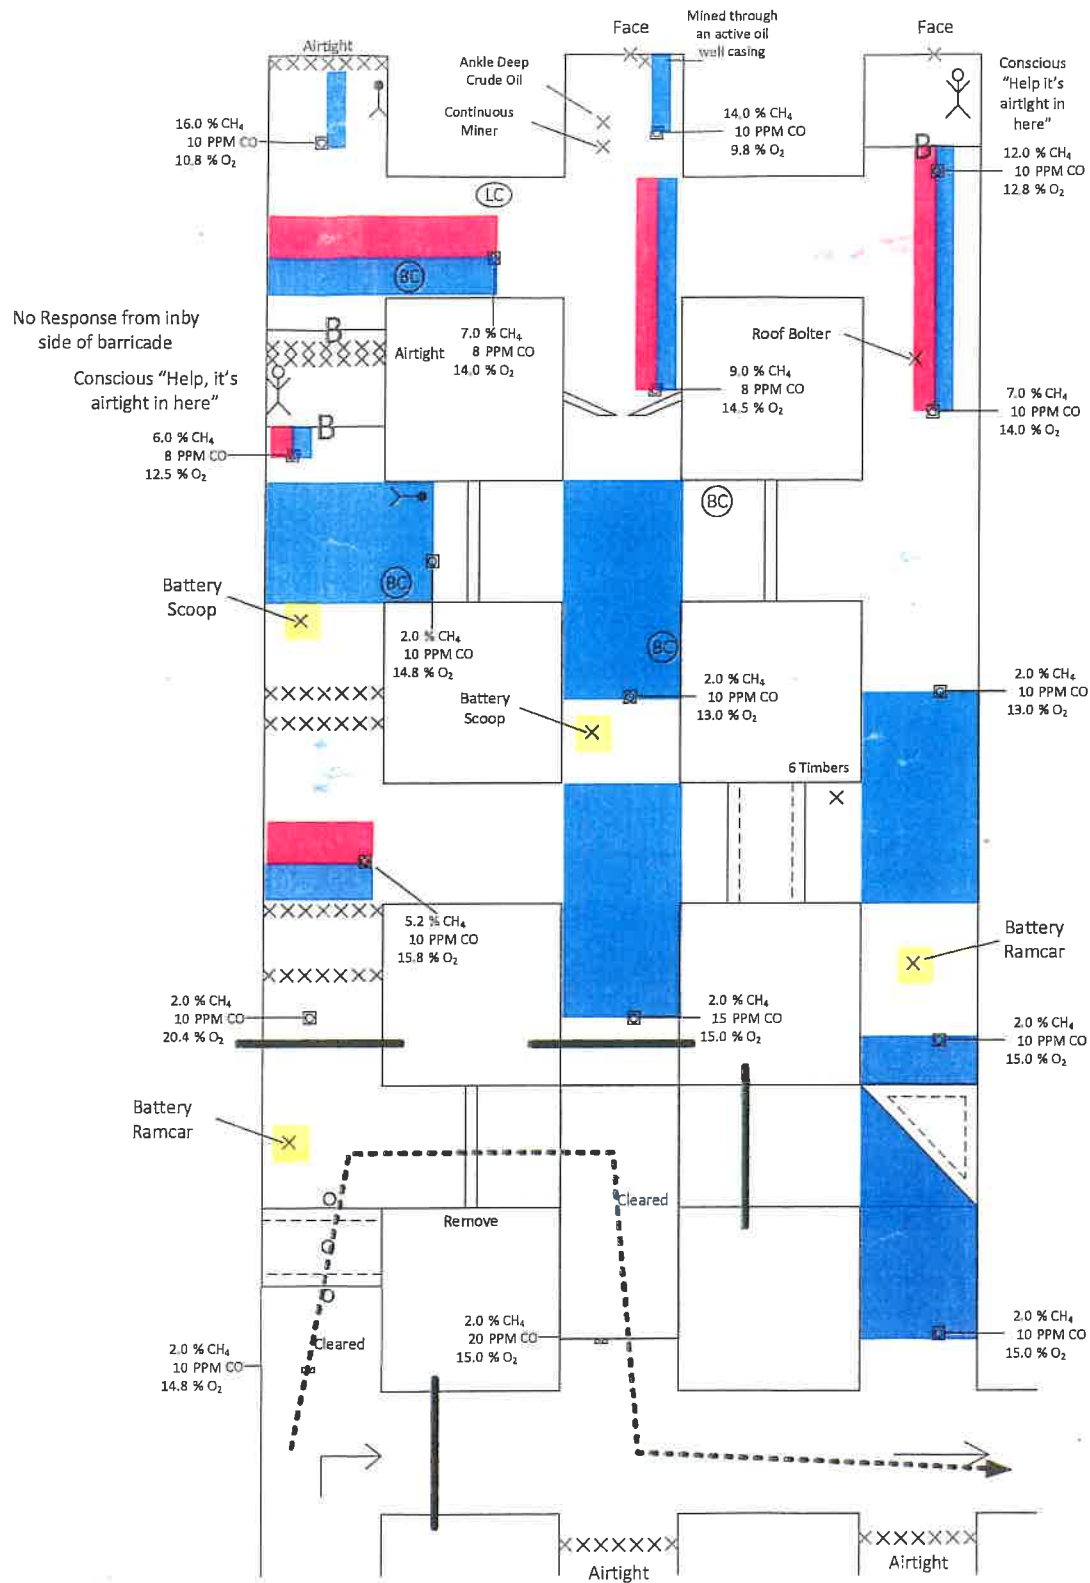 Face
Mined through
an active oil
well casing
Face
Airtight
Ankle Deep
Crude Oil
Continuous
Miner
Conscious
"Help it's
airtight in
here"
16.0 % CH₄
10 PPM CO
10.8 % O₂
14.0 % CH₄
10 PPM CO
9.8 % O₂
B
12.0 % CH₄
10 PPM CO
12.8 % O₂
LC
BC
No Response from inby
side of barricade
B
Airtight
7.0 % CH₄
8 PPM CO
14.0 % O₂
Roof Bolter
Conscious "Help, it's
airtight in here"
9.0 % CH₄
8 PPM CO
14.5 % O₂
7.0 % CH₄
10 PPM CO
14.0 % O₂
B
6.0 % CH₄
8 PPM CO
12.5 % O₂
BC
BC
Battery
Scoop
2.0 % CH₄
10 PPM CO
14.8 % O₂
BC
Battery
Scoop
2.0 % CH₄
10 PPM CO
13.0 % O₂
2.0 % CH₄
10 PPM CO
13.0 % O₂
6 Timbers
5.2 % CH₄
10 PPM CO
15.8 % O₂
Battery
Ramcar
2.0 % CH₄
10 PPM CO
20.4 % O₂
2.0 % CH₄
15 PPM CO
15.0 % O₂
2.0 % CH₄
10 PPM CO
15.0 % O₂
Battery
Ramcar
Cleared
Remove
Cleared
2.0 % CH₄
10 PPM CO
14.8 % O₂
2.0 % CH₄
20 PPM CO
15.0 % O₂
2.0 % CH₄
10 PPM CO
15.0 % O₂
Airtight
Airtight